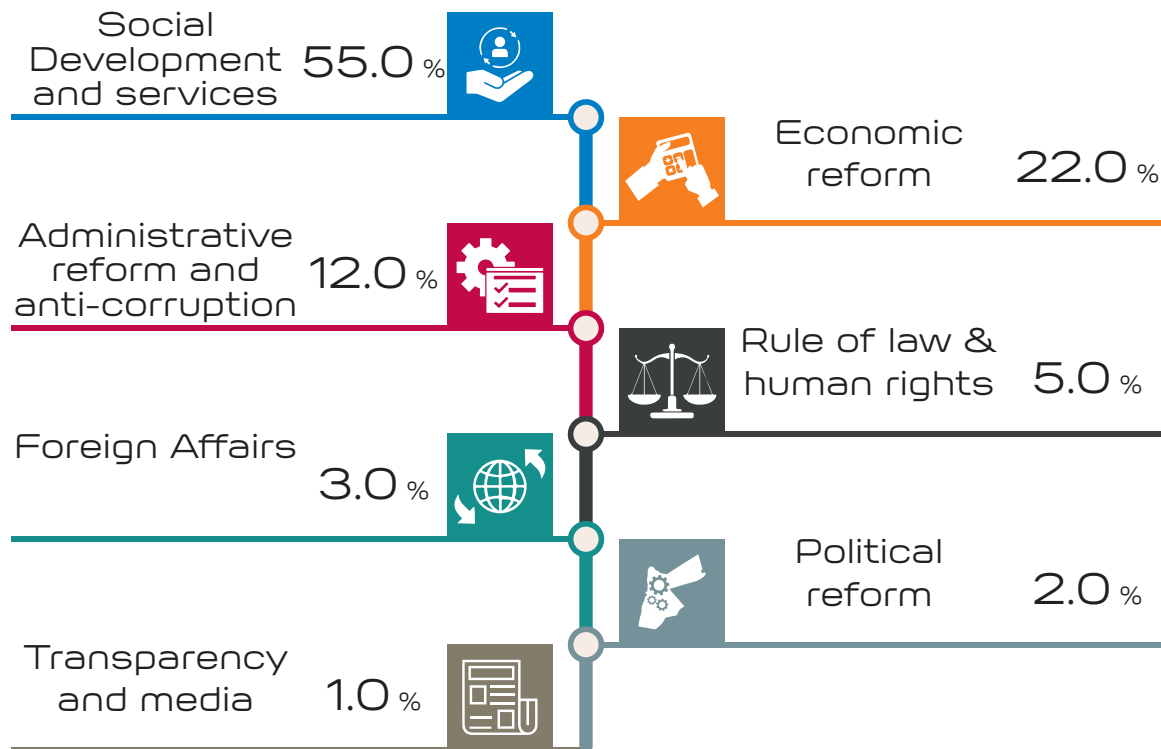 Social
Development
and services
55.0 %
Economic
reform
22.0 %
Administrative
reform and
anti-corruption
12.0 %
Rule of law &
human rights
5.0 %
Foreign Affairs
3.0 %
Political
reform
2.0 %
Transparency
and media
1.0 %